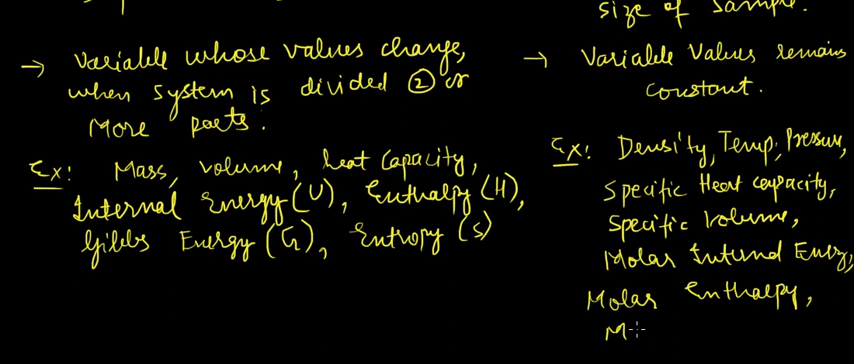 → Variable whose values change,
when system is divided ② or
More parts.
Ex: Mass, volume, heat capacity,
Internal Energy (U), Enthalpy (H),
Gibbs Energy (G), Entropy (S)
size of sample.
→ Variable Values remains
constant.
Ex: Density, Temp, Pressure,
Specific Heat capacity,
Specific Volume,
Molar Internal Energy,
Molar Enthalpy,
M